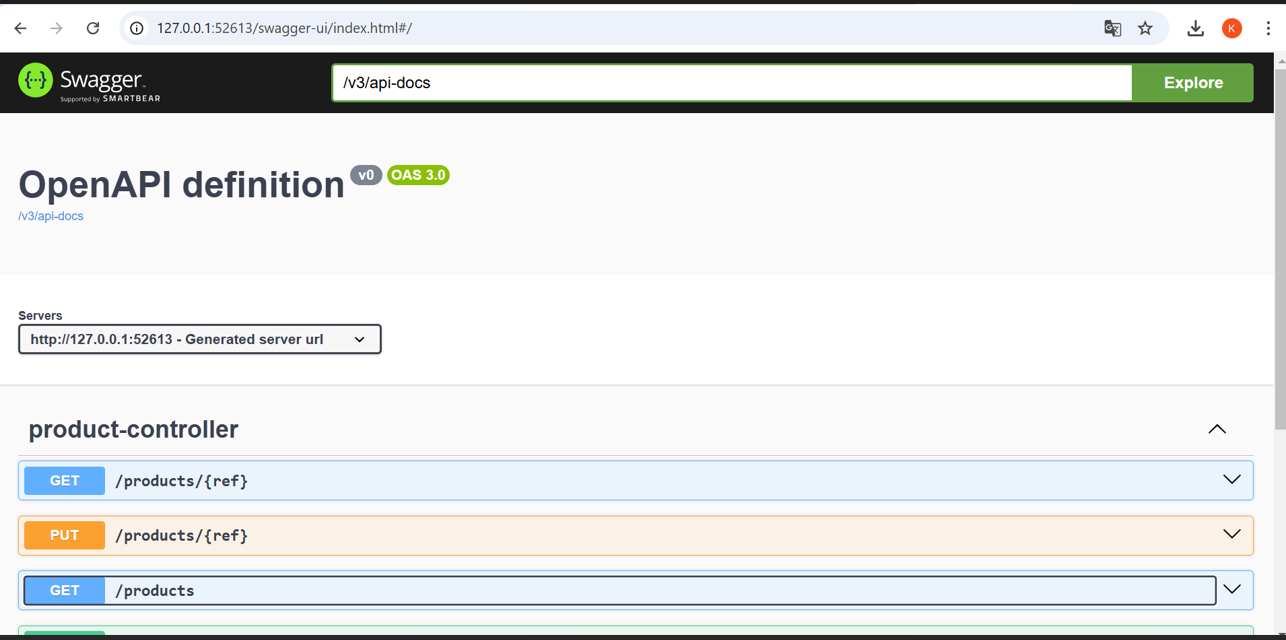 127.0.0.1:52613/swagger-ui/index.html#/
K
Swagger
Supported by SMARTBEAR
/v3/api-docs
Explore
OpenAPI definition v0 OAS 3.0
/v3/api-docs
Servers
http://127.0.0.1:52613 - Generated server url
product-controller
GET /products/{ref}
PUT /products/{ref}
GET /products